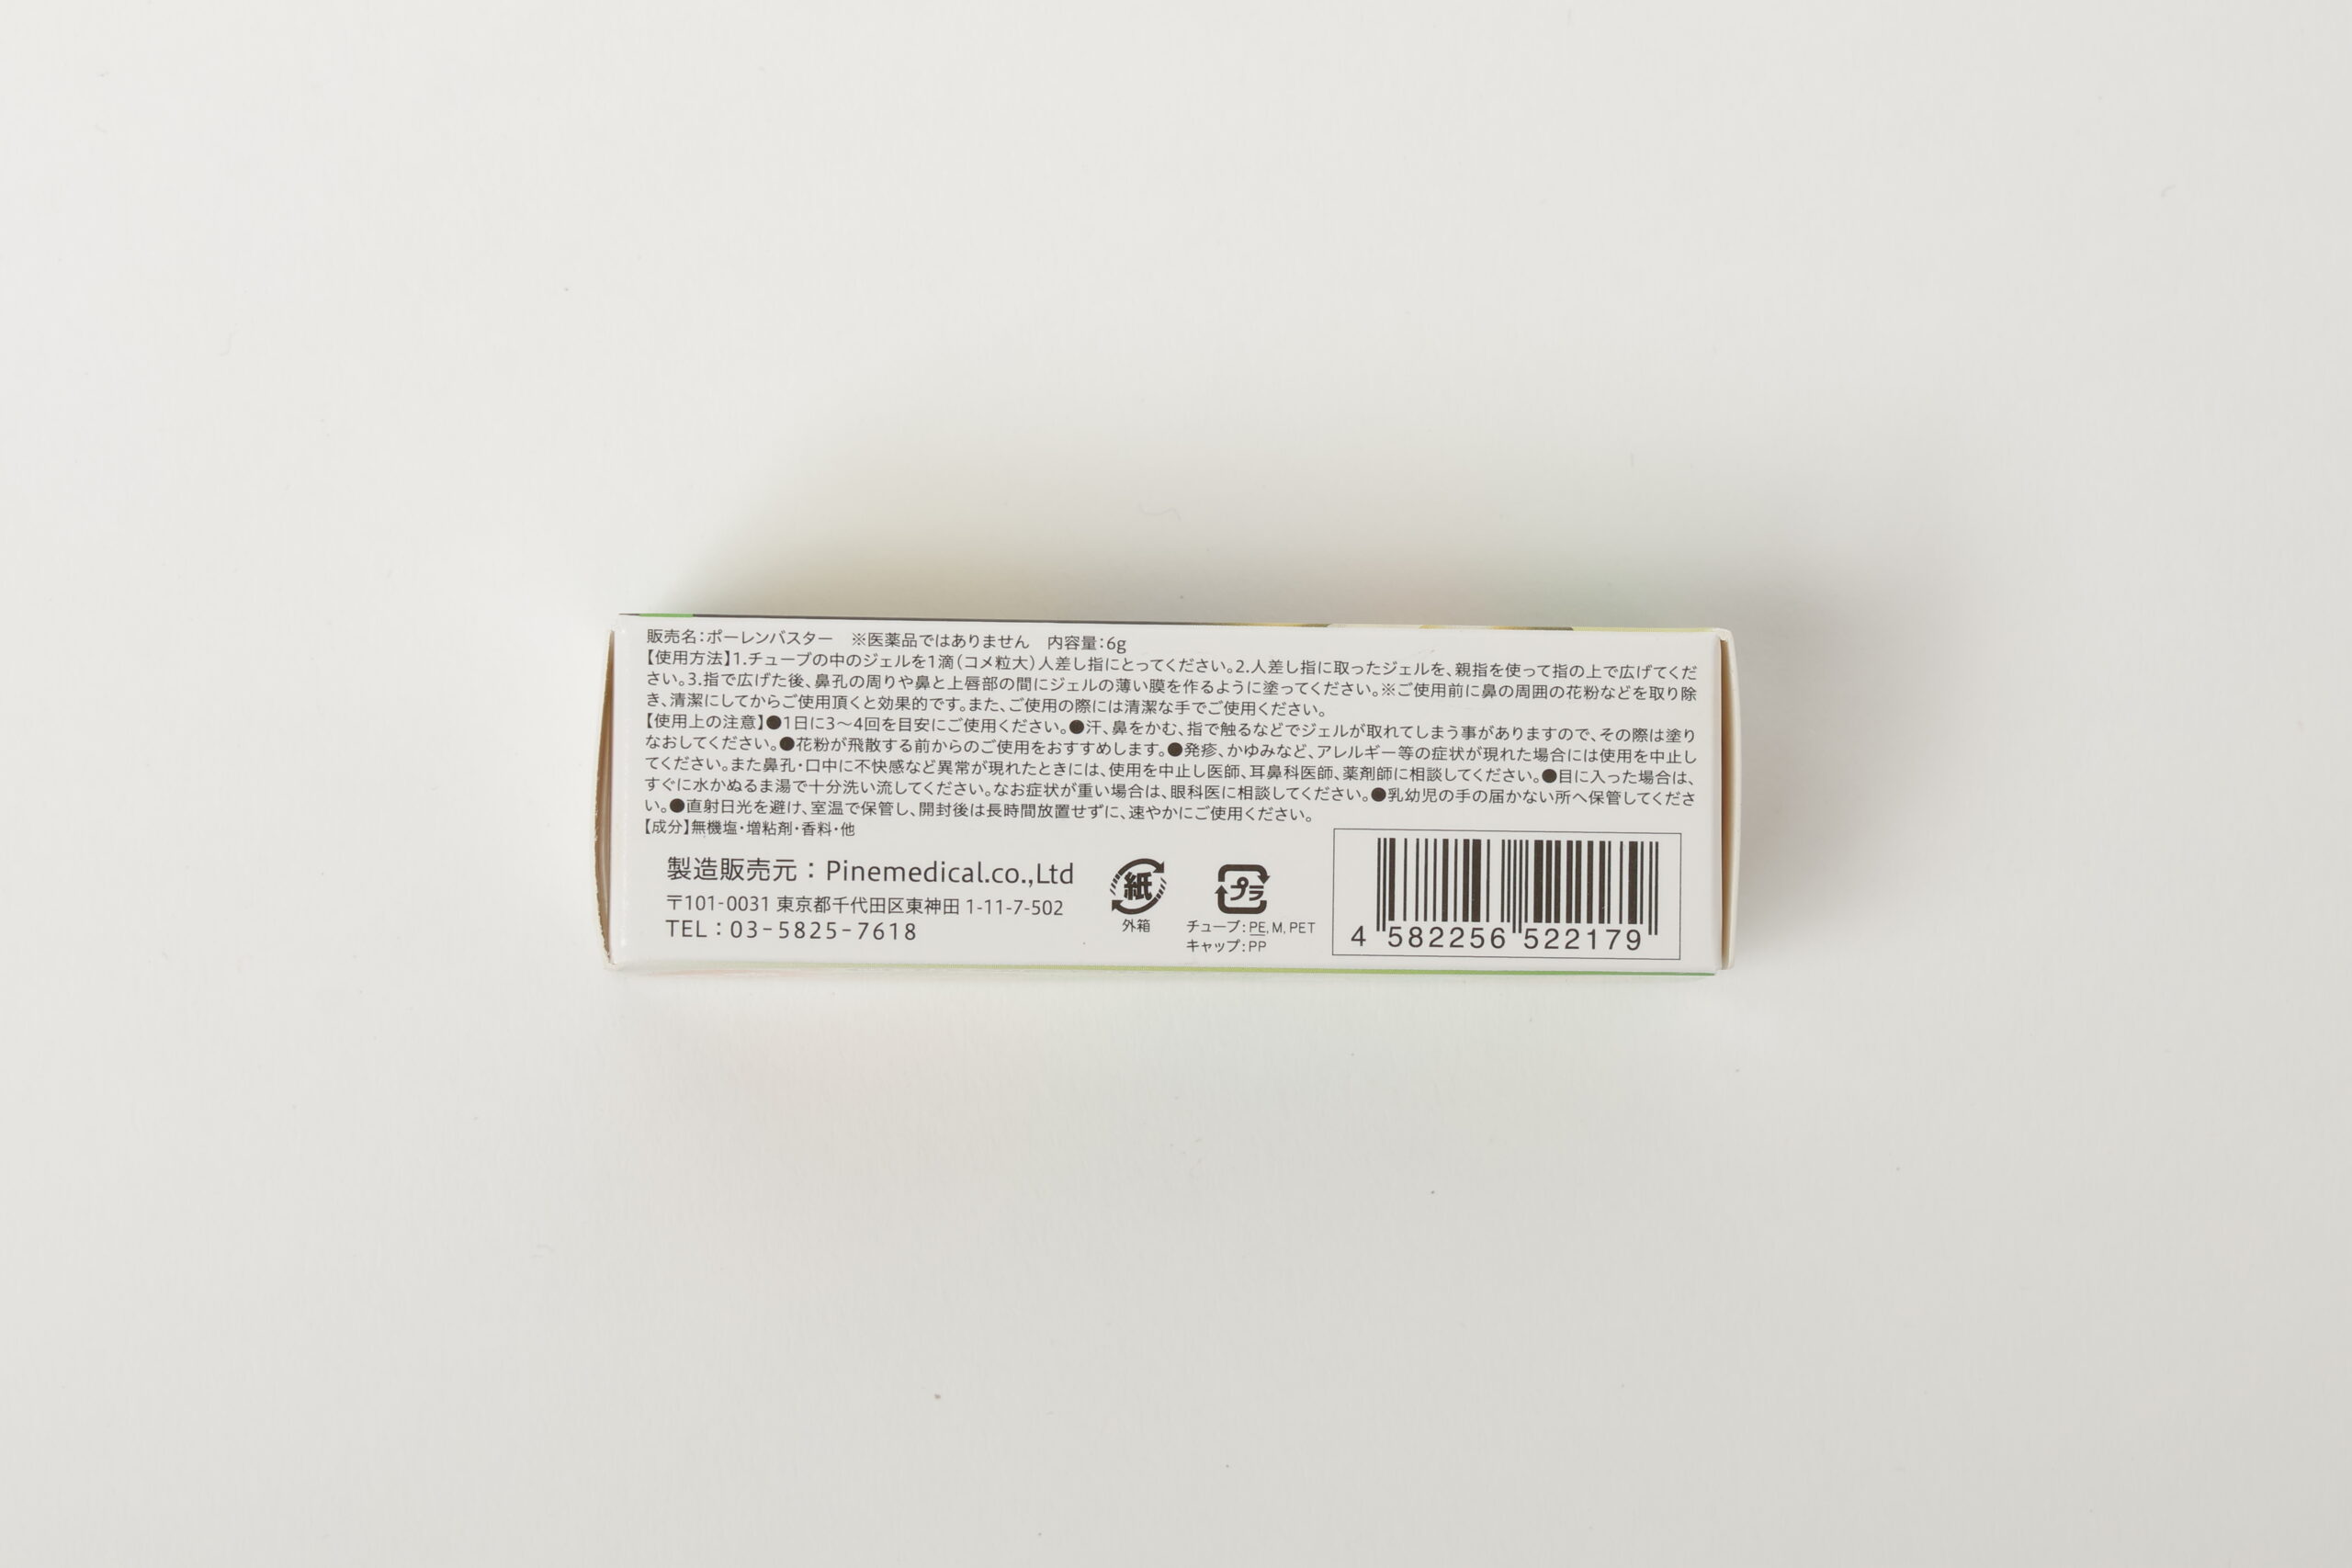 販売名：ポーレンバスター　※医薬品ではありません　内容量：6g
【使用方法】1.チューブの中のジェルを1滴（コメ粒大）人差し指にとってください。2.人差し指に取ったジェルを、親指を使って指の上で広げてくだ
さい。3.指で広げた後、鼻孔の周りや鼻と上唇部の間にジェルの薄い膜を作るように塗ってください。※ご使用前に鼻の周囲の花粉などを取り除
き、清潔にしてからご使用頂くと効果的です。また、ご使用の際には清潔な手でご使用ください。
【使用上の注意】●1日に3〜4回を目安にご使用ください。●汗、鼻をかむ、指で触るなどでジェルが取れてしまう事がありますので、その際は塗り
なおしてください。●花粉が飛散する前からのご使用をおすすめします。●発疹、かゆみなど、アレルギー等の症状が現れた場合には使用を中止し
てください。また鼻孔・口中に不快感など異常が現れたときには、使用を中止し医師、耳鼻科医師、薬剤師に相談してください。●目に入った場合は、
すぐに水かぬるま湯で十分洗い流してください。なお症状が重い場合は、眼科医に相談してください。●乳幼児の手の届かない所へ保管してくださ
い。●直射日光を避け、室温で保管し、開封後は長時間放置せずに、速やかにご使用ください。
【成分】無機塩・増粘剤・香料・他
製造販売元：Pinemedical.co.,Ltd
〒101-0031 東京都千代田区東神田 1-11-7-502
TEL：03-5825-7618
紙
外箱
プラ
チューブ：PE, M, PET
キャップ：PP
4 582256 522179